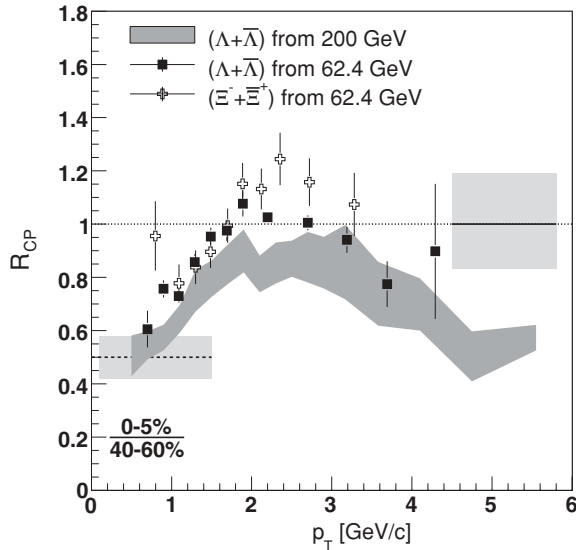 1.8
1.6
1.4
1.2
1
0.8
0.6
0.4
0.2
0
R_CP
(Λ+Λ̅) from 200 GeV
(Λ+Λ̅) from 62.4 GeV
(Ξ⁻+Ξ̅⁺) from 62.4 GeV
0-5%
40-60%
0 1 2 3 4 5 6
p_T [GeV/c]